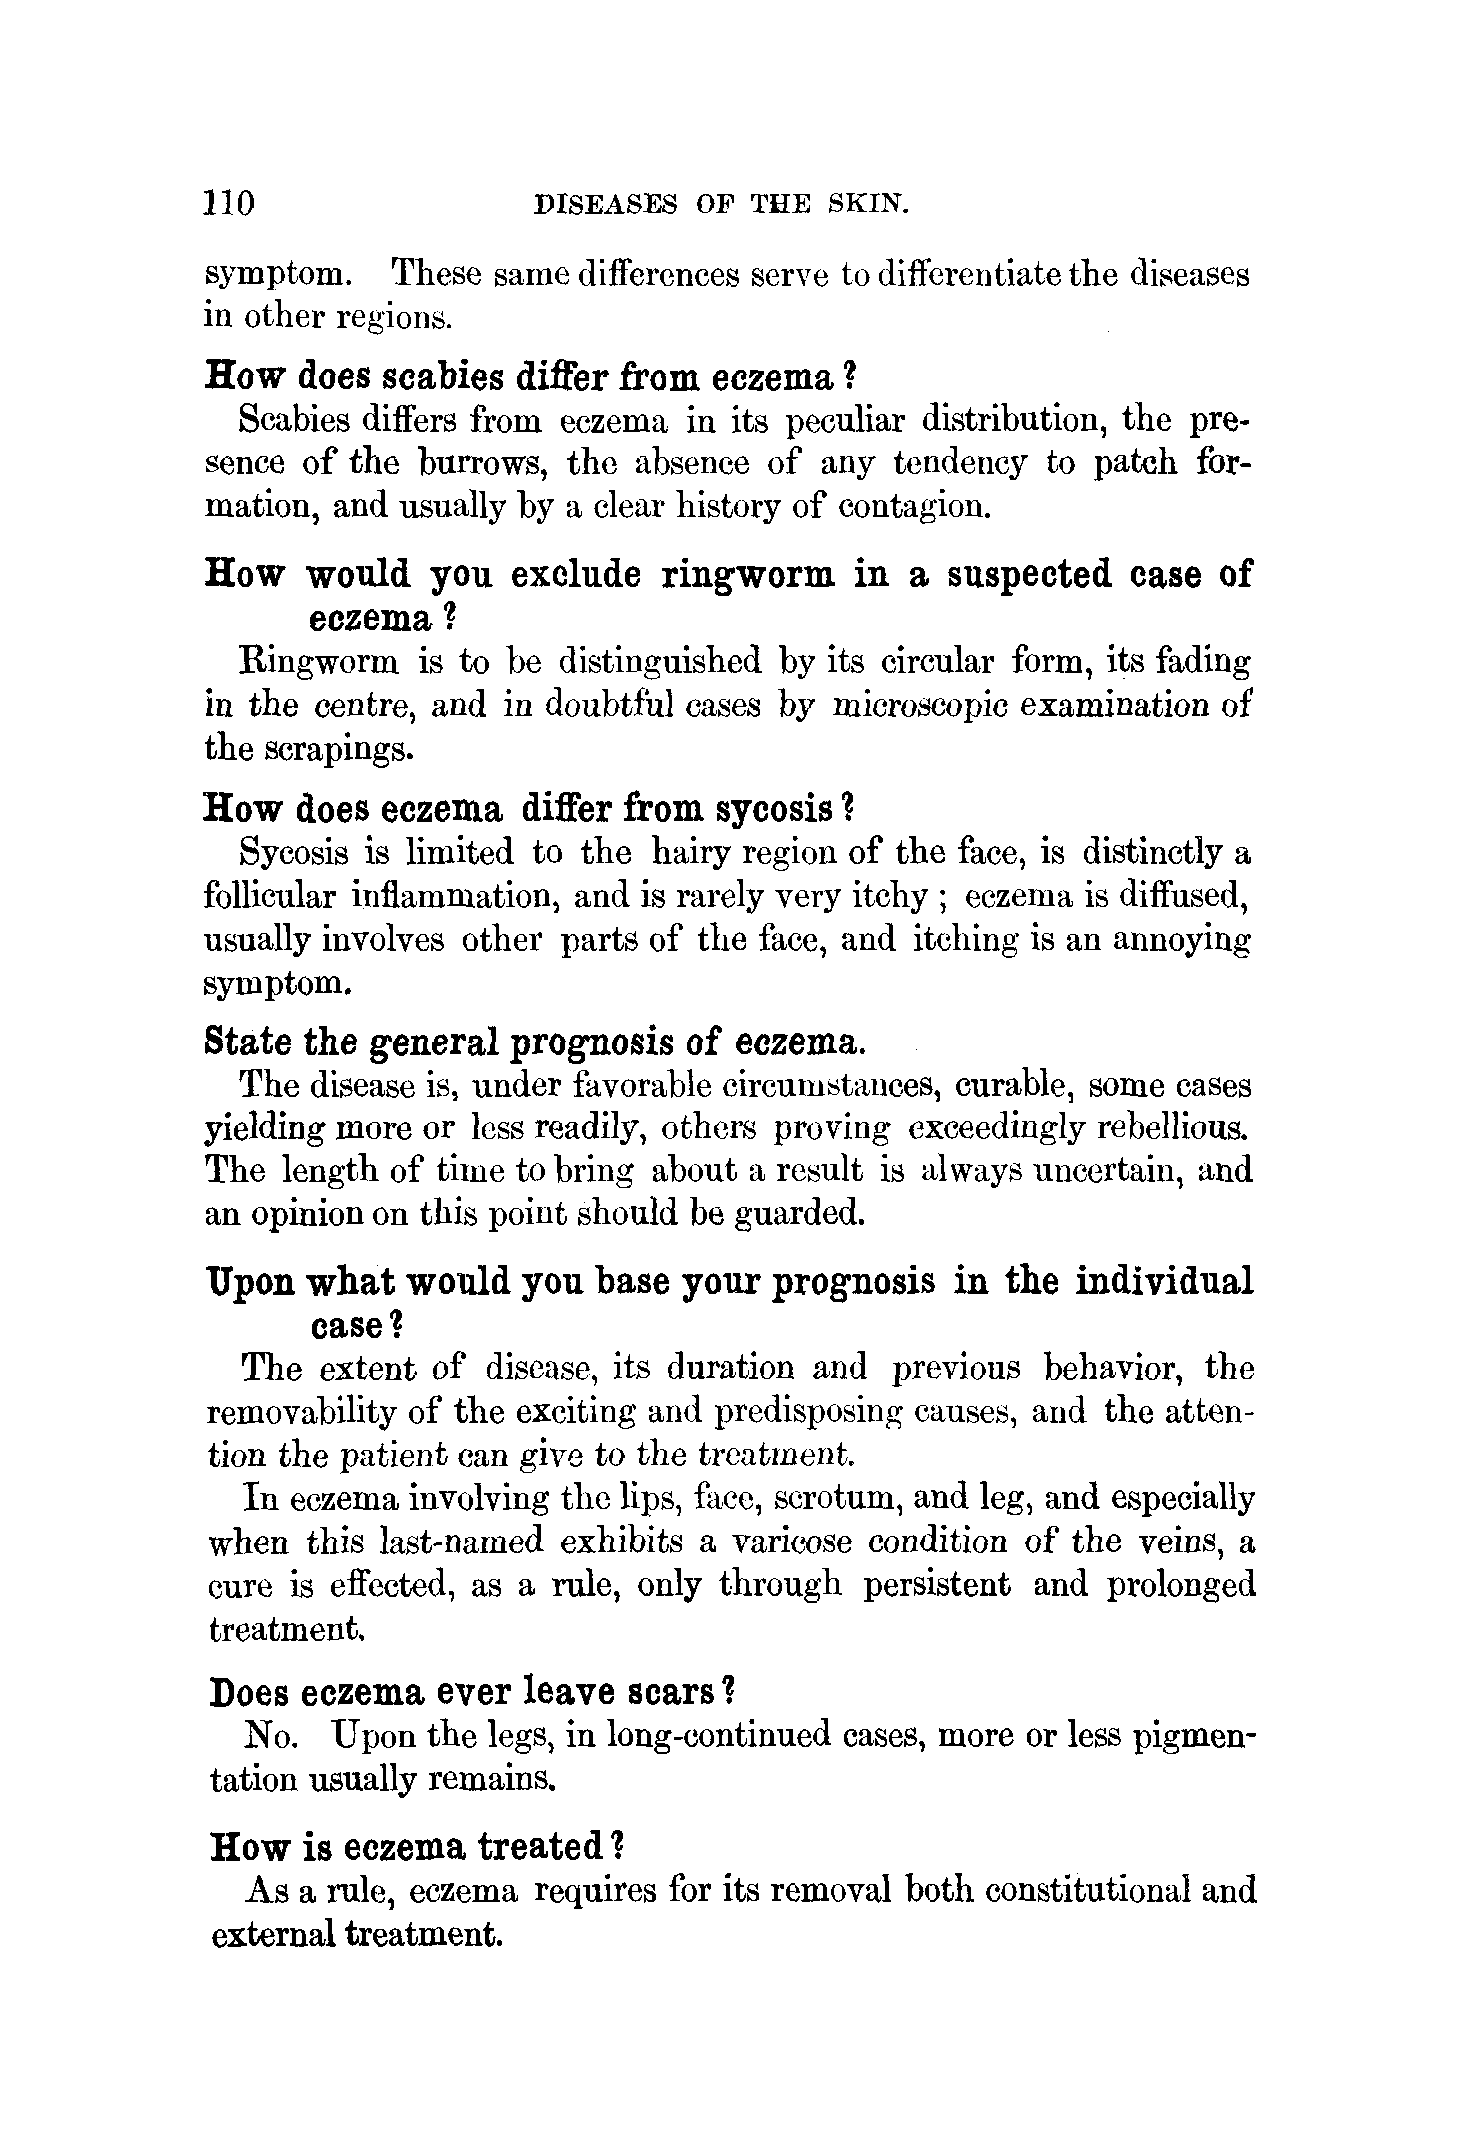 110 DISEASES OF THE SKIN.
symptom. These same differences serve to differentiate the diseases
in other regions.
How does scabies differ from eczema?
Scabies differs from eczema in its peculiar distribution, the pre-
sence of the burrows, the absence of any tendency to patch for-
mation, and usually by a clear history of contagion.
How would you exclude ringworm in a suspected case of
eczema?
Ringworm is to be distinguished by its circular form, its fading
in the centre, and in doubtful cases by microscopic examination of
the scrapings.
How does eczema differ from sycosis?
Sycosis is limited to the hairy region of the face, is distinctly a
follicular inflammation, and is rarely very itchy; eczema is diffused,
usually involves other parts of the face, and itching is an annoying
symptom.
State the general prognosis of eczema.
The disease is, under favorable circumstances, curable, some cases
yielding more or less readily, others proving exceedingly rebellious.
The length of time to bring about a result is always uncertain, and
an opinion on this point should be guarded.
Upon what would you base your prognosis in the individual
case?
The extent of disease, its duration and previous behavior, the
removability of the exciting and predisposing causes, and the atten-
tion the patient can give to the treatment.
In eczema involving the lips, face, scrotum, and leg, and especially
when this last-named exhibits a varicose condition of the veins, a
cure is effected, as a rule, only through persistent and prolonged
treatment.
Does eczema ever leave scars?
No. Upon the legs, in long-continued cases, more or less pigmen-
tation usually remains.
How is eczema treated?
As a rule, eczema requires for its removal both constitutional and
external treatment.